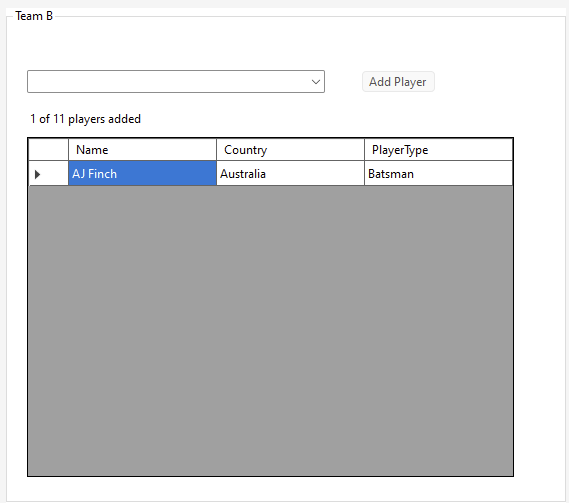 Team B
Add Player
1 of 11 players added
Name Country PlayerType
AJ Finch Australia Batsman